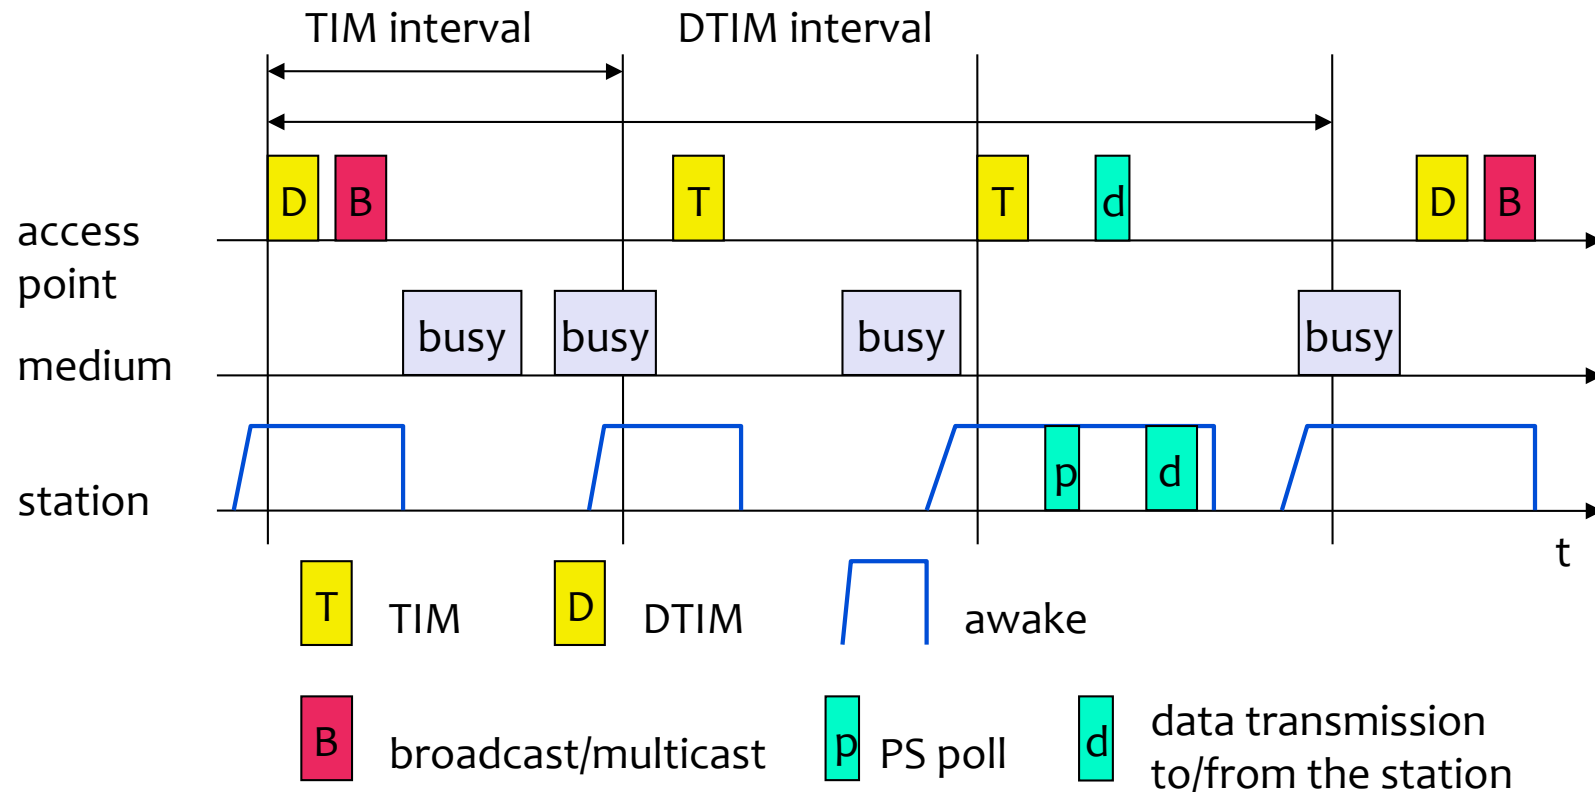 TIM interval DTIM interval
D B T T d D B
access
point
busy busy busy busy
medium
p d
station
t
T TIM D DTIM awake
B broadcast/multicast p PS poll d data transmission
to/from the station